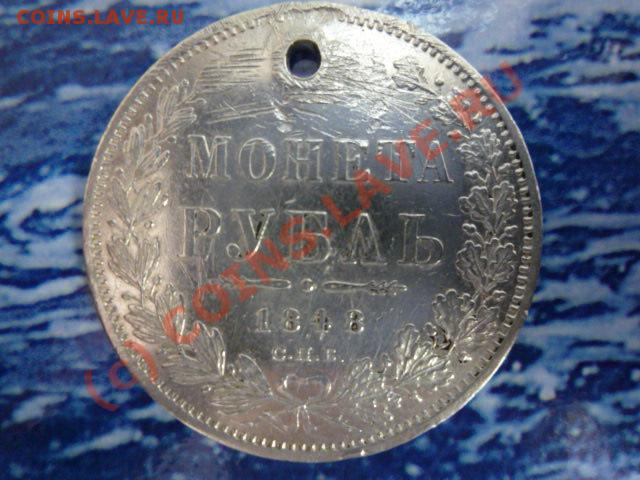 COINS.LAVE.RU
МОНЕТА
РУБЛЬ
1848
С.П.Б.
(c) COINS.LAVE.RU